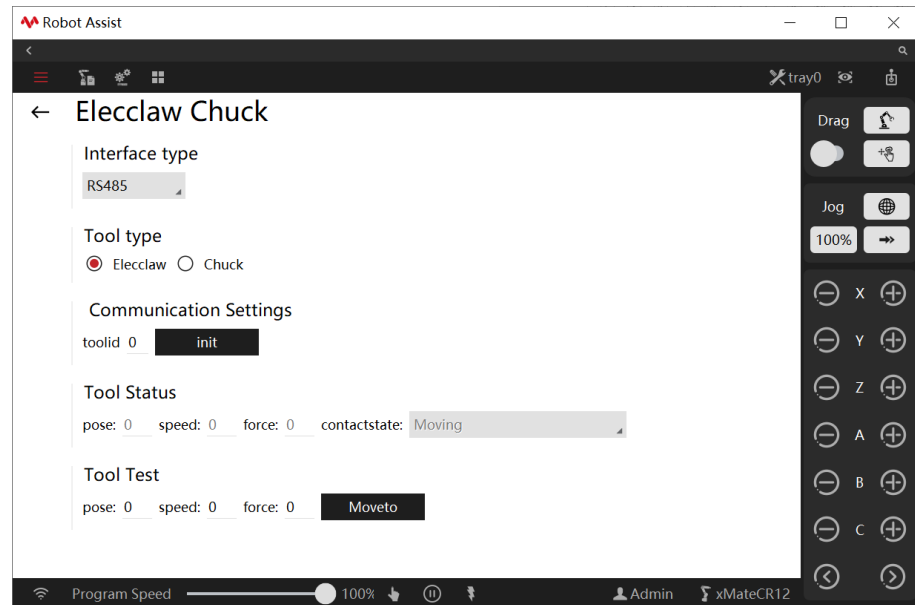 Robot Assist
tray0
Elecclaw Chuck
Interface type
RS485
Tool type
Elecclaw Chuck
Communication Settings
toolid 0 init
Tool Status
pose: 0 speed: 0 force: 0 contactstate: Moving
Tool Test
pose: 0 speed: 0 force: 0 Moveto
Drag
Jog
100%
X
Y
Z
A
B
C
Program Speed 100% Admin xMateCR12